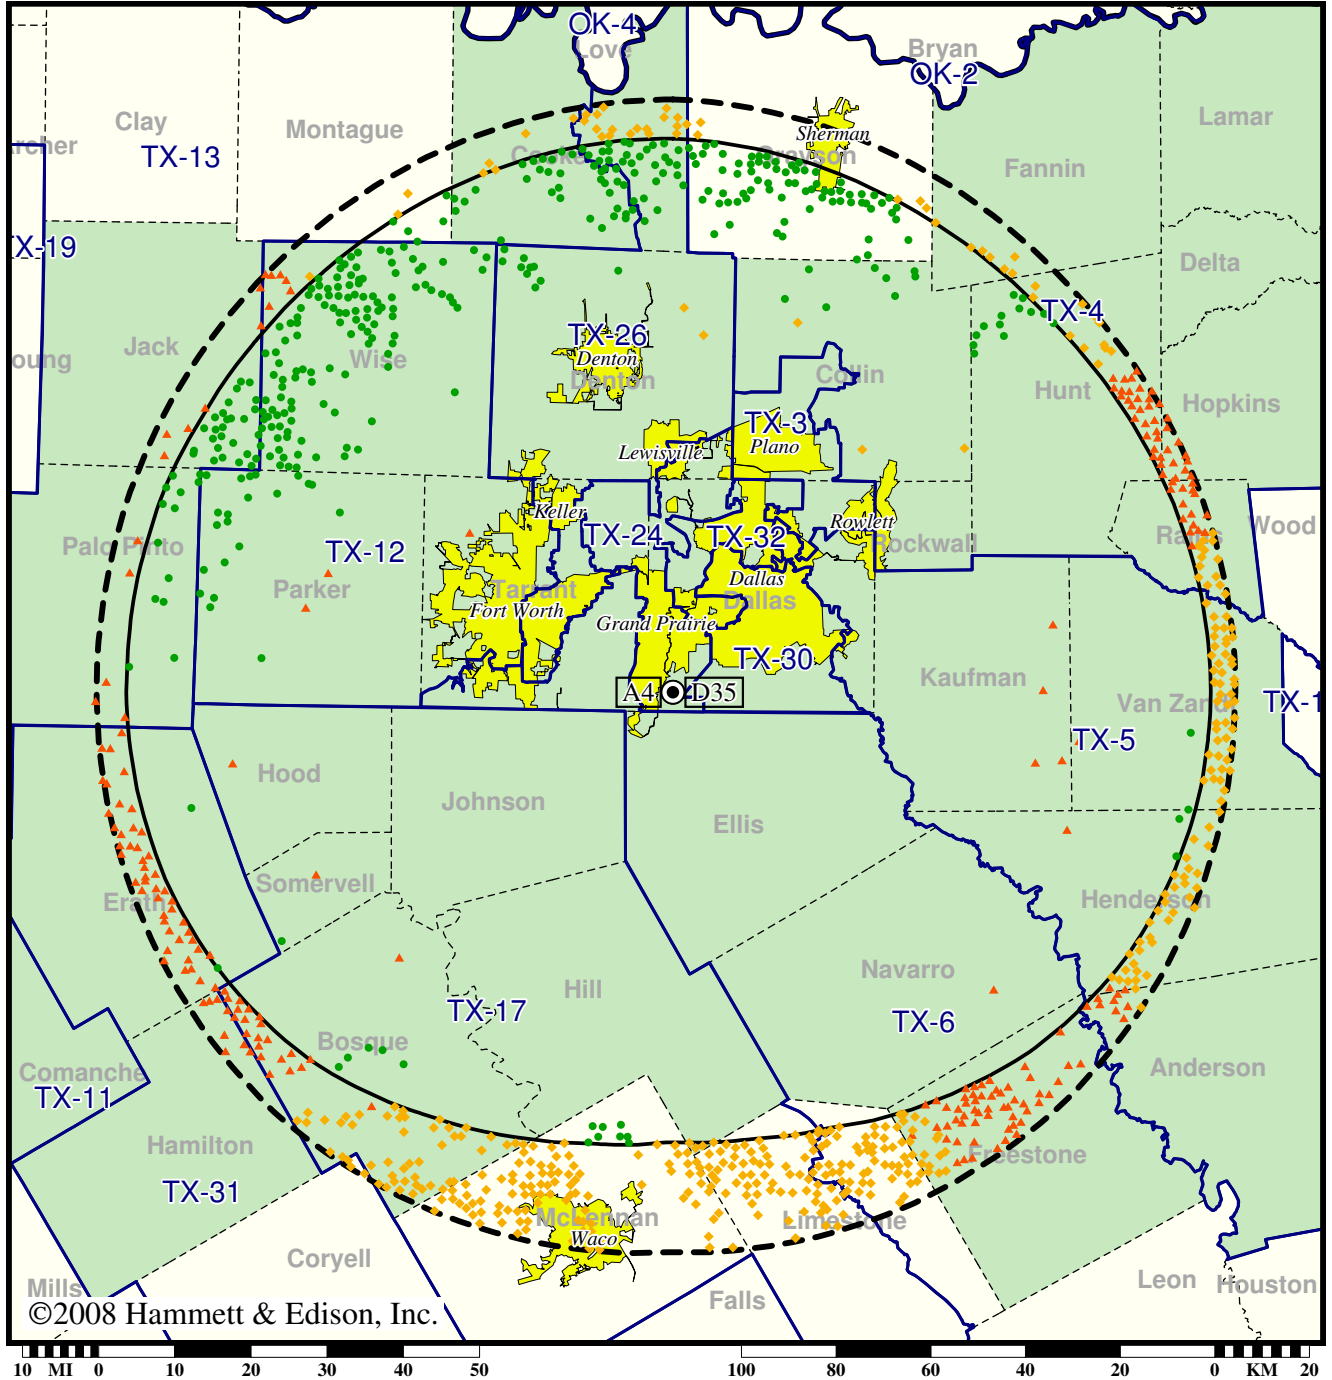 OK-4
Love
Bryan
OK-2
Clay
Montague
TX-13
Sherman
Lamar
Cooke
Grayson
Fannin
TX-19
Delta
TX-4
Jack
Wise
TX-26
Denton
Denton
Collin
Hunt
Hopkins
TX-3
Plano
Lewisville
Keller
TX-24
TX-32
Rowlett
Rockwall
Rains
Wood
Palo Pinto
TX-12
Parker
Tarrant
Fort Worth
Dallas
Dallas
Grand Prairie
TX-30
Kaufman
A4
D35
Van Zandt
TX-1
TX-5
Hood
Johnson
Ellis
Somervell
Erath
Henderson
Navarro
Hill
TX-17
TX-6
Bosque
Comanche
TX-11
Anderson
Hamilton
TX-31
Freestone
McLennan
Waco
Limestone
Coryell
Mills
Falls
Leon
Houston
©2008 Hammett & Edison, Inc.
10 MI 0 10 20 30 40 50 100 80 60 40 20 0 KM 20